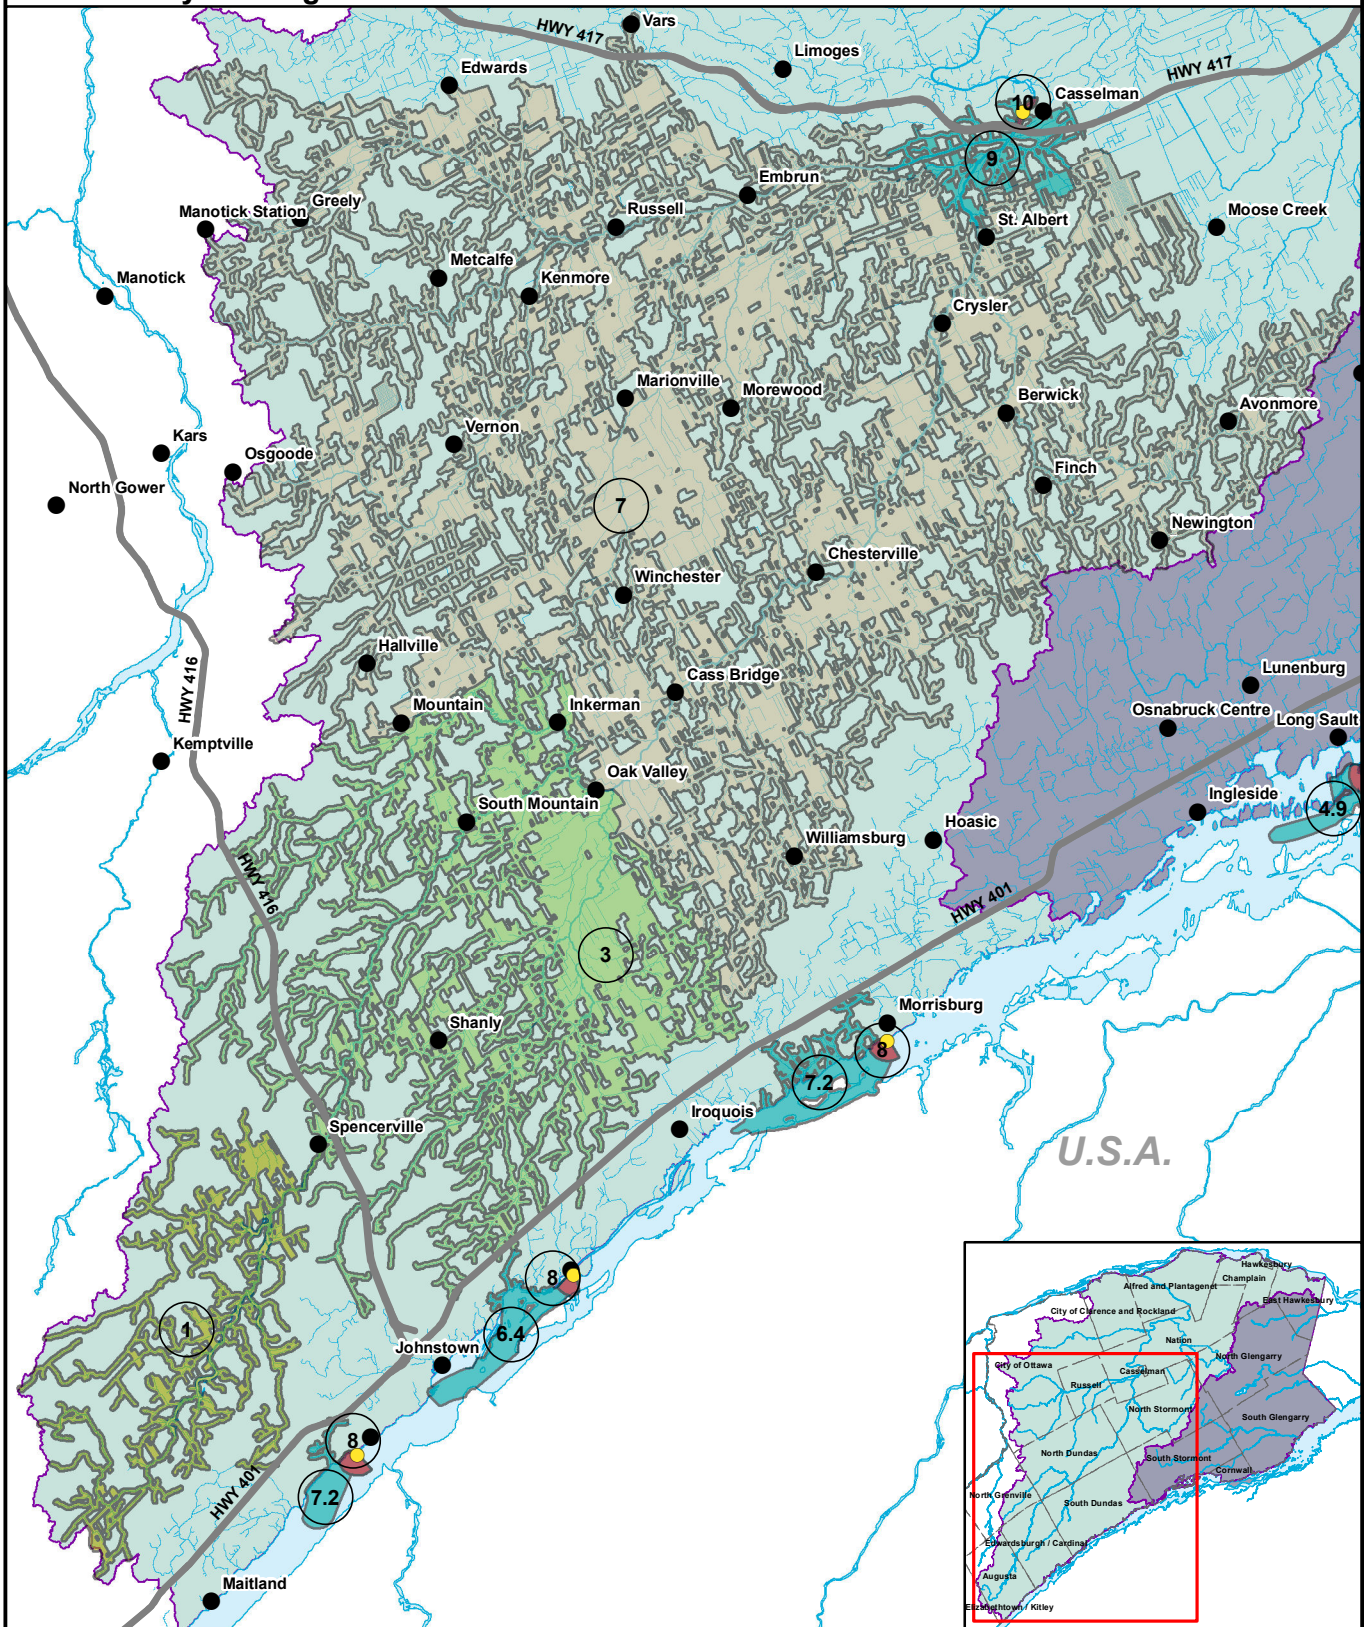 HWY 417
Vars
Limoges
Edwards
HWY 417
10
Casselman
9
Embrun
Greely
Manotick Station
Russell
St. Albert
Moose Creek
Metcalfe
Manotick
Kenmore
Crysler
Marionville
Morewood
Berwick
Avonmore
Vernon
Kars
Osgoode
Finch
North Gower
7
Newington
Chesterville
Winchester
Hallville
Lunenburg
HWY 416
Cass Bridge
Mountain
Inkerman
Osnabruck Centre
Long Sault
Kemptville
Oak Valley
South Mountain
Ingleside
4.9
Hoasic
Williamsburg
HWY 416
HWY 401
3
Morrisburg
Shanly
8
7.2
Iroquois
Spencerville
U.S.A.
8
Hawkesbury
Champlain
Alfred and Plantagenet
East Hawkesbury
City of Clarence and Rockland
1
6.4
Nation
Johnstown
North Glengarry
City of Ottawa
Casselman
Russell
North Stormont
South Glengarry
8
North Dundas
South Stormont
Cornwall
HWY 401
7.2
North Grenville
South Dundas
Edwardsburgh / Cardinal
Augusta
Maitland
Elizabethtown / Kitley